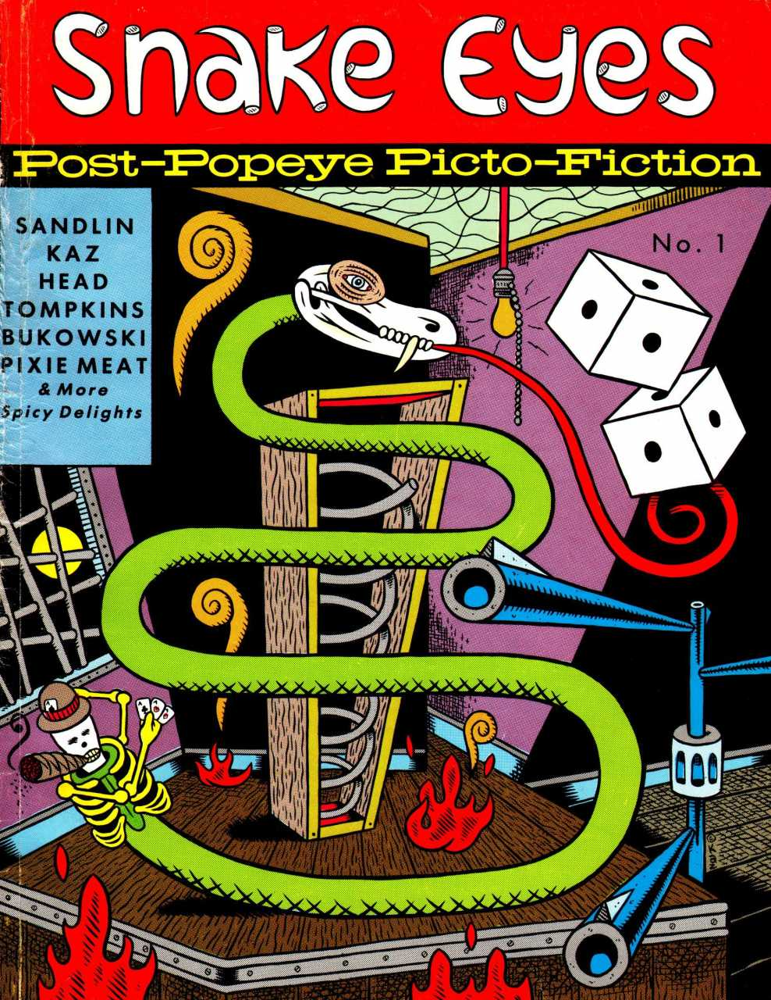 Snake Eyes
Post-Popeye Picto-Fiction
SANDLIN
KAZ
HEAD
TOMPKINS
BUKOWSKI
PIXIE MEAT
& More
Spicy Delights
No. 1